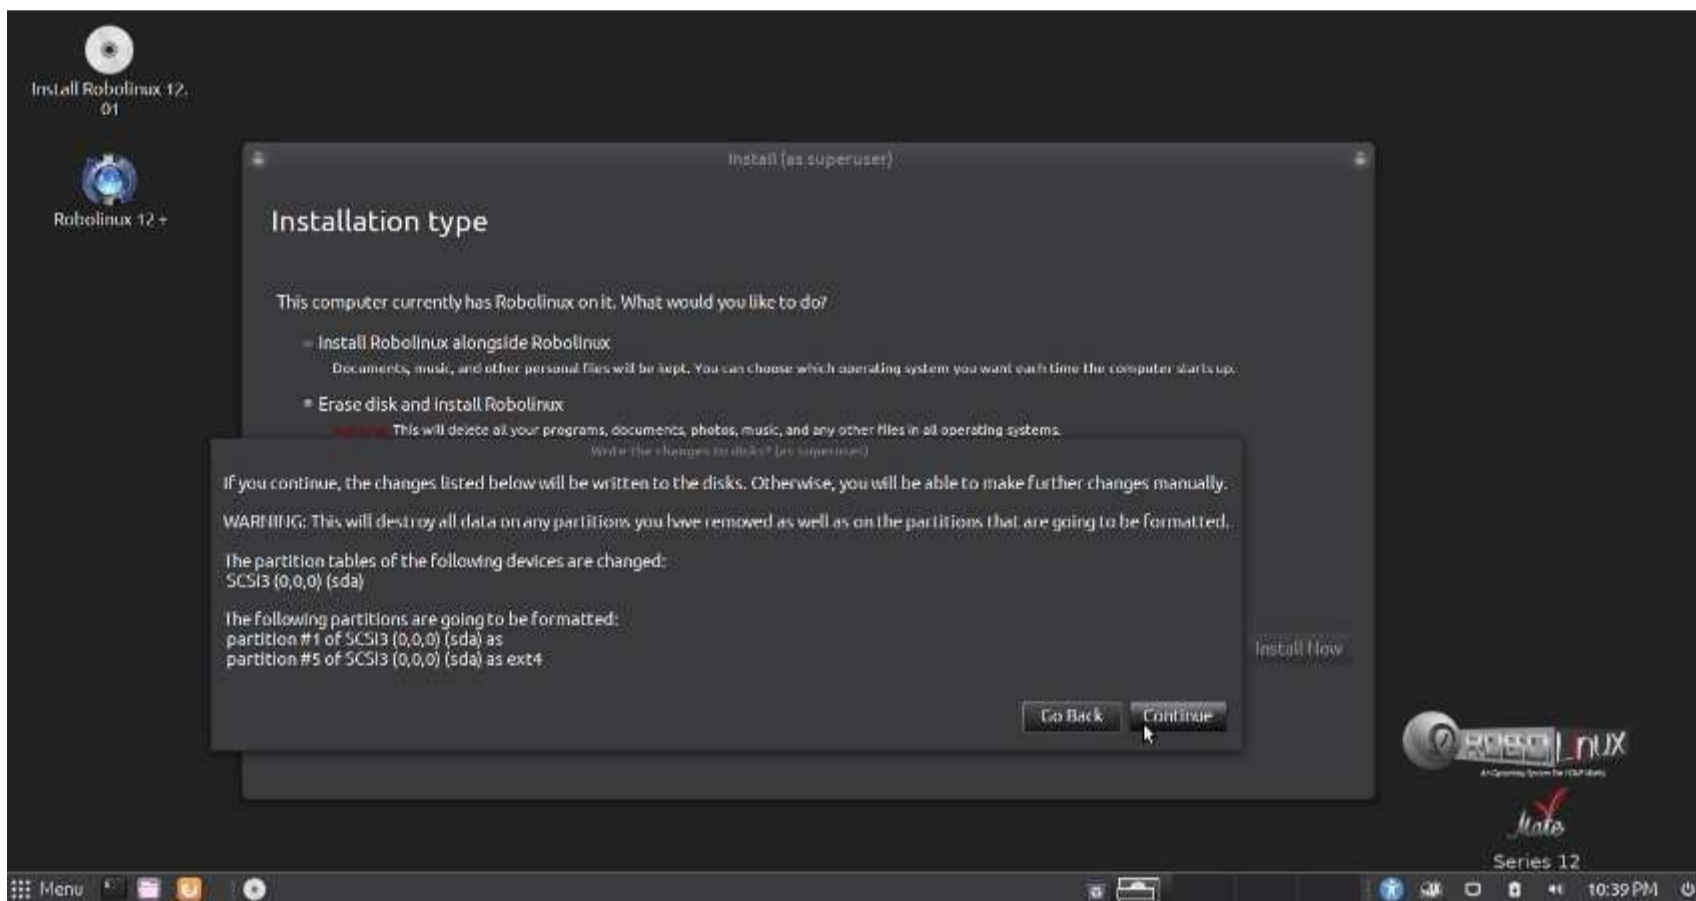 Install Robolinux 12.
01
Robolinux 12 +
Install (as superuser)
Installation type
This computer currently has Robolinux on it. What would you like to do?
Install Robolinux alongside Robolinux
Documents, music, and other personal files will be kept. You can choose which operating system you want each time the computer starts up.
Erase disk and install Robolinux
This will delete all your programs, documents, photos, music, and any other files in all operating systems.
Write the changes to disks? (as superuser)
If you continue, the changes listed below will be written to the disks. Otherwise, you will be able to make further changes manually.
WARNING: This will destroy all data on any partitions you have removed as well as on the partitions that are going to be formatted.
The partition tables of the following devices are changed:
SCSI3 (0,0,0) (sda)
The following partitions are going to be formatted:
partition #1 of SCSI3 (0,0,0) (sda) as
partition #5 of SCSI3 (0,0,0) (sda) as ext4
Install Now
Go Back Continue
ROBOLinux
Mate
Series 12
Menu
10:39 PM